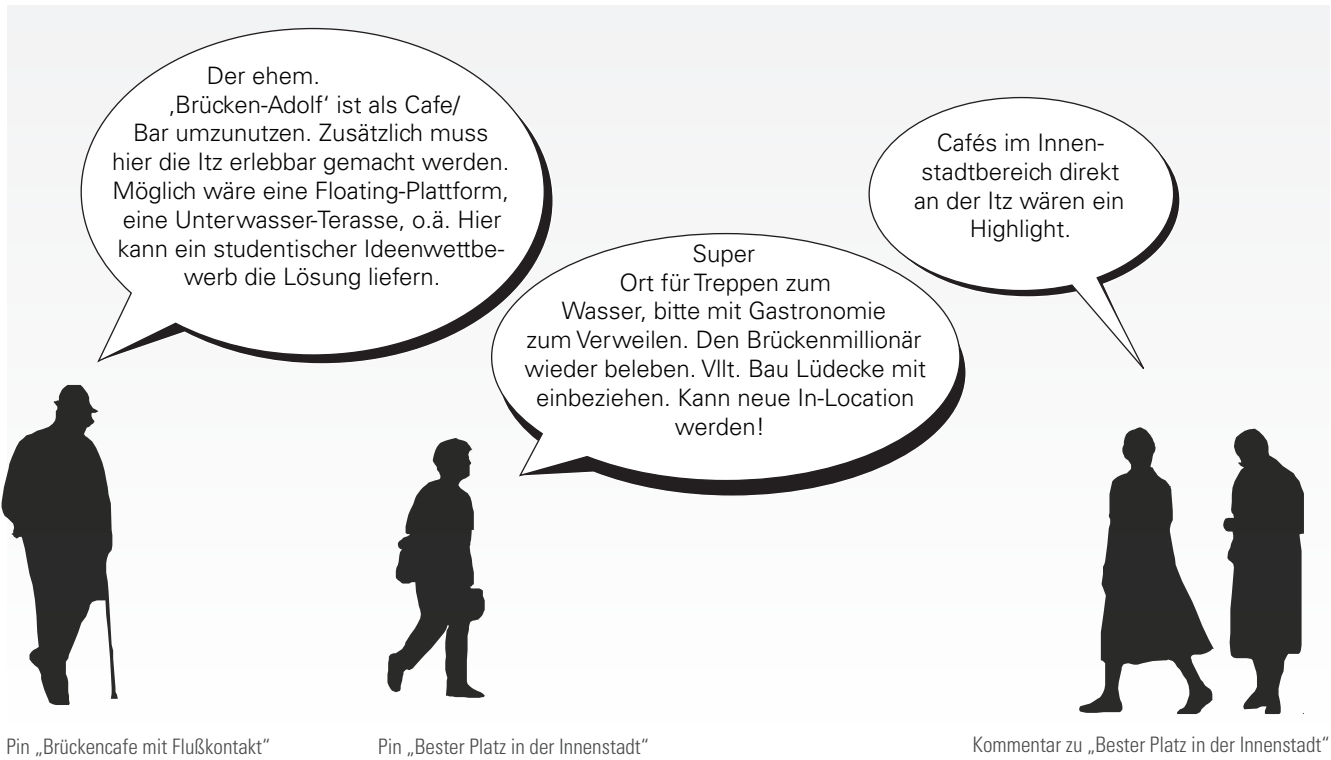 Der ehem.
‚Brücken-Adolf‘ ist als Cafe/
Bar umzunutzen. Zusätzlich muss
hier die Itz erlebbar gemacht werden.
Möglich wäre eine Floating-Plattform,
eine Unterwasser-Terasse, o.ä. Hier
kann ein studentischer Ideenwettbe-
werb die Lösung liefern.
Super
Ort für Treppen zum
Wasser, bitte mit Gastronomie
zum Verweilen. Den Brückenmillionär
wieder beleben. Vllt. Bau Lüdecke mit
einbeziehen. Kann neue In-Location
werden!
Cafés im Innen-
stadtbereich direkt
an der Itz wären ein
Highlight.
Pin „Brückencafe mit Flußkontakt“
Pin „Bester Platz in der Innenstadt“
Kommentar zu „Bester Platz in der Innenstadt“